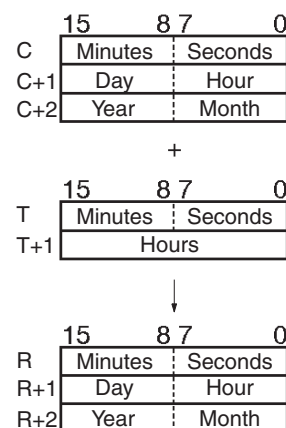 15 8 7 0
C Minutes Seconds
C+1 Day Hour
C+2 Year Month
+
15 8 7 0
T Minutes Seconds
T+1 Hours
15 8 7 0
R Minutes Seconds
R+1 Day Hour
R+2 Year Month